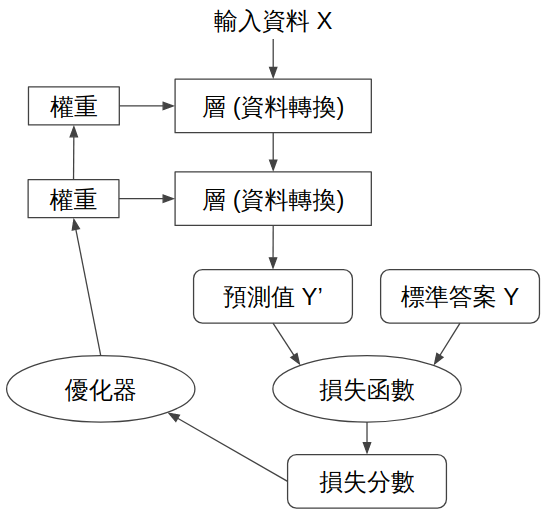 輸入資料 X
權重
層 (資料轉換)
權重
層 (資料轉換)
預測值 Y’
標準答案 Y
優化器
損失函數
損失分數